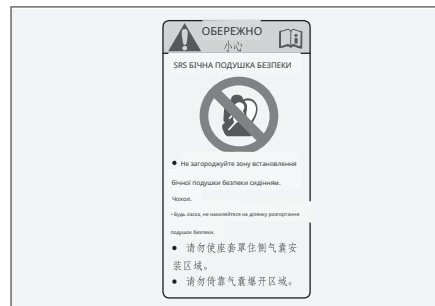 ОБЕРЕЖНО
小心
SRS БІЧНА ПОДУШКА БЕЗПЕКИ
● Не загороджуйте зону встановлення
бічної подушки безпеки сидінням.
Чохол.
• Будь ласка, не нахиляйтеся на ділянку розгортання
подушок безпеки.
● 请勿使座套罩住侧气囊安
装区域。
● 请勿倚靠气囊爆开区域。